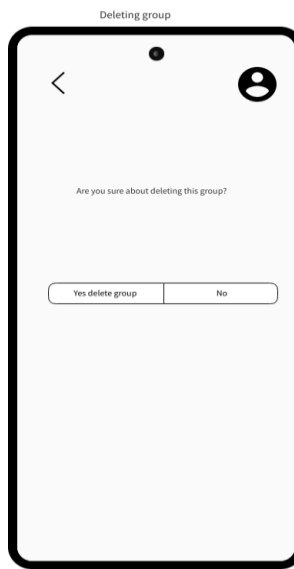 Deleting group
Are you sure about deleting this group?
Yes delete group
No